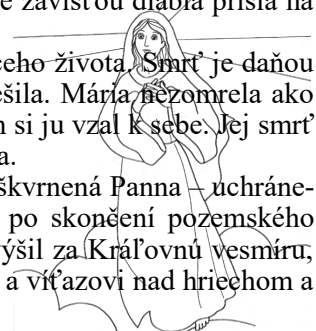 závisťou diabla prišla na
ceho života. Smrť je daňou
ešila. Mária nezomrela ako
si ju vzal k sebe. Jej smrť
a.
škvrnená Panna – uchráne-
po skončení pozemského
ýšil za Kráľovnú vesmíru,
a víťazovi nad hriechom a